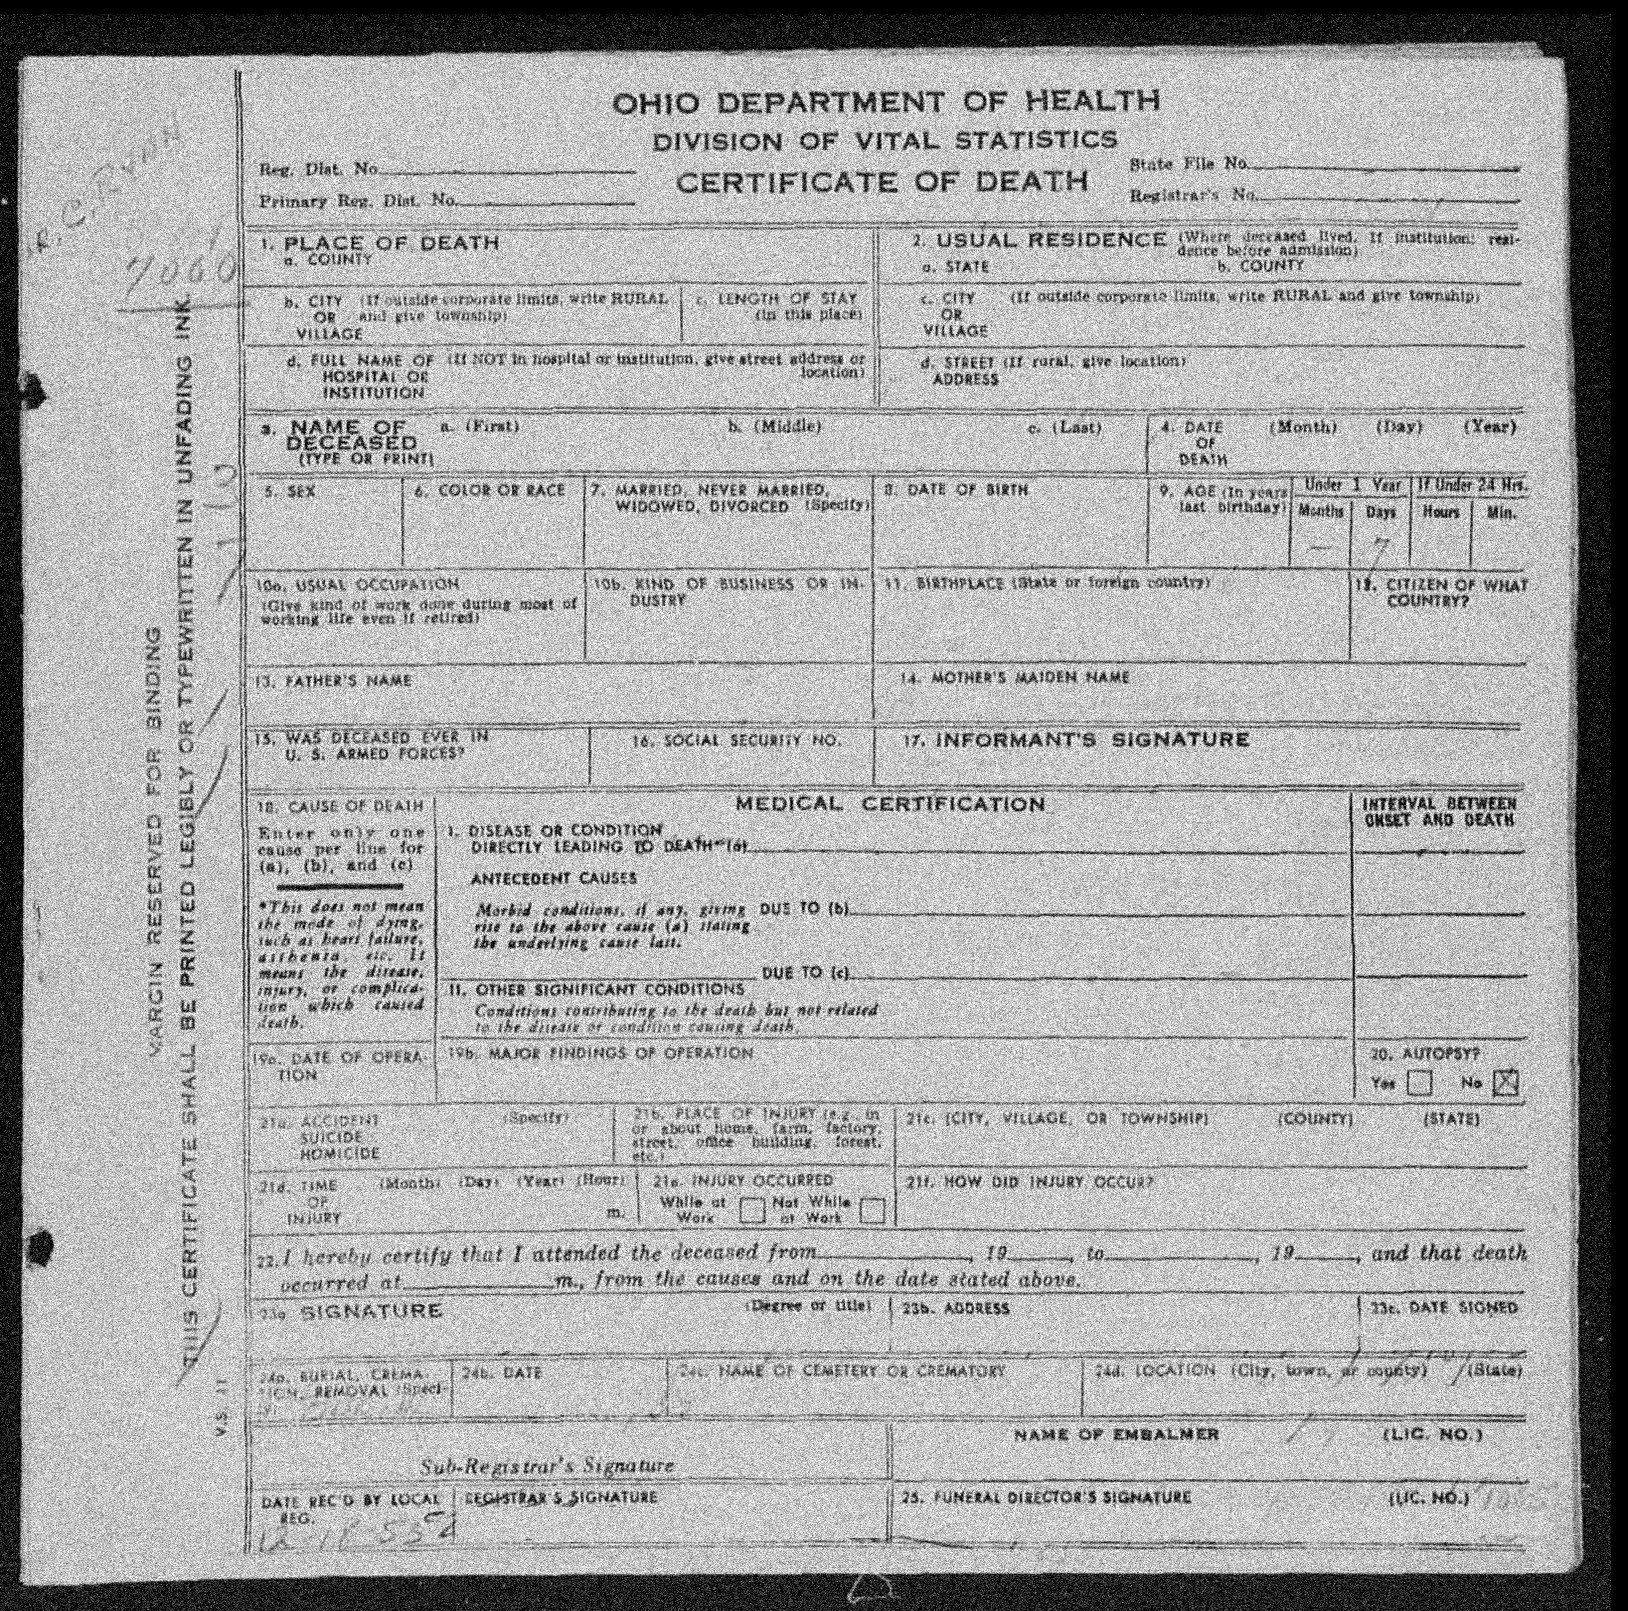 OHIO DEPARTMENT OF HEALTH
DIVISION OF VITAL STATISTICS
CERTIFICATE OF DEATH
Reg. Dist. No.
Primary Reg. Dist. No.
State File No.
Registrar's No.
7060
MARGIN RESERVED FOR BINDING
THIS CERTIFICATE SHALL BE PRINTED LEGIBLY OR TYPEWRITTEN IN UNFADING INK
1. PLACE OF DEATH
a. COUNTY
2. USUAL RESIDENCE (Where deceased lived. If institution: resi-
dence before admission)
a. STATE b. COUNTY
b. CITY (If outside corporate limits, write RURAL
OR and give township)
VILLAGE
c. LENGTH OF STAY
(in this place)
c. CITY (If outside corporate limits, write RURAL and give township)
OR
VILLAGE
d. FULL NAME OF (If NOT in hospital or institution, give street address or
HOSPITAL OR location)
INSTITUTION
d. STREET (If rural, give location)
ADDRESS
3. NAME OF a. (First) b. (Middle) c. (Last)
DECEASED
(TYPE OR PRINT)
4. DATE (Month) (Day) (Year)
OF
DEATH
5. SEX
6. COLOR OR RACE
7. MARRIED, NEVER MARRIED,
WIDOWED, DIVORCED (Specify)
8. DATE OF BIRTH
9. AGE (In years
last birthday)
Under 1 Year
Months Days
— 7
If Under 24 Hrs.
Hours Min.
10a. USUAL OCCUPATION
(Give kind of work done during most of
working life even if retired)
10b. KIND OF BUSINESS OR IN-
DUSTRY
11. BIRTHPLACE (State or foreign country)
12. CITIZEN OF WHAT
COUNTRY?
13. FATHER'S NAME
14. MOTHER'S MAIDEN NAME
15. WAS DECEASED EVER IN
U. S. ARMED FORCES?
16. SOCIAL SECURITY NO.
17. INFORMANT'S SIGNATURE
18. CAUSE OF DEATH
Enter only one
cause per line for
(a), (b), and (c)
*This does not mean
the mode of dying,
such as heart failure,
asthenia, etc. It
means the disease,
injury, or complica-
tion which caused
death.
MEDICAL CERTIFICATION
I. DISEASE OR CONDITION
DIRECTLY LEADING TO DEATH* (a)
ANTECEDENT CAUSES
Morbid conditions, if any, giving DUE TO (b)
rise to the above cause (a) stating
the underlying cause last.
DUE TO (c)
II. OTHER SIGNIFICANT CONDITIONS
Conditions contributing to the death but not related
to the disease or condition causing death.
INTERVAL BETWEEN
ONSET AND DEATH
19a. DATE OF OPERA-
TION
19b. MAJOR FINDINGS OF OPERATION
20. AUTOPSY?
Yes No X
21a. ACCIDENT (Specify)
SUICIDE
HOMICIDE
21b. PLACE OF INJURY (e.g., in
or about home, farm, factory,
street, office building, forest,
etc.)
21c. (CITY, VILLAGE, OR TOWNSHIP) (COUNTY) (STATE)
21d. TIME (Month) (Day) (Year) (Hour)
OF
INJURY m.
21e. INJURY OCCURRED
While at Not While
Work at Work
21f. HOW DID INJURY OCCUR?
22. I hereby certify that I attended the deceased from , 19 , to , 19 , and that death
occurred at m., from the causes and on the date stated above.
23a. SIGNATURE (Degree or title)
23b. ADDRESS
23c. DATE SIGNED
24a. BURIAL, CREMA-
TION, REMOVAL (Speci-
fy)
24b. DATE
24c. NAME OF CEMETERY OR CREMATORY
24d. LOCATION (City, town, or county) (State)
V.S. 11
Sub-Registrar's Signature
NAME OF EMBALMER (LIC. NO.)
DATE REC'D BY LOCAL
REG.
REGISTRAR'S SIGNATURE
25. FUNERAL DIRECTOR'S SIGNATURE (LIC. NO.)